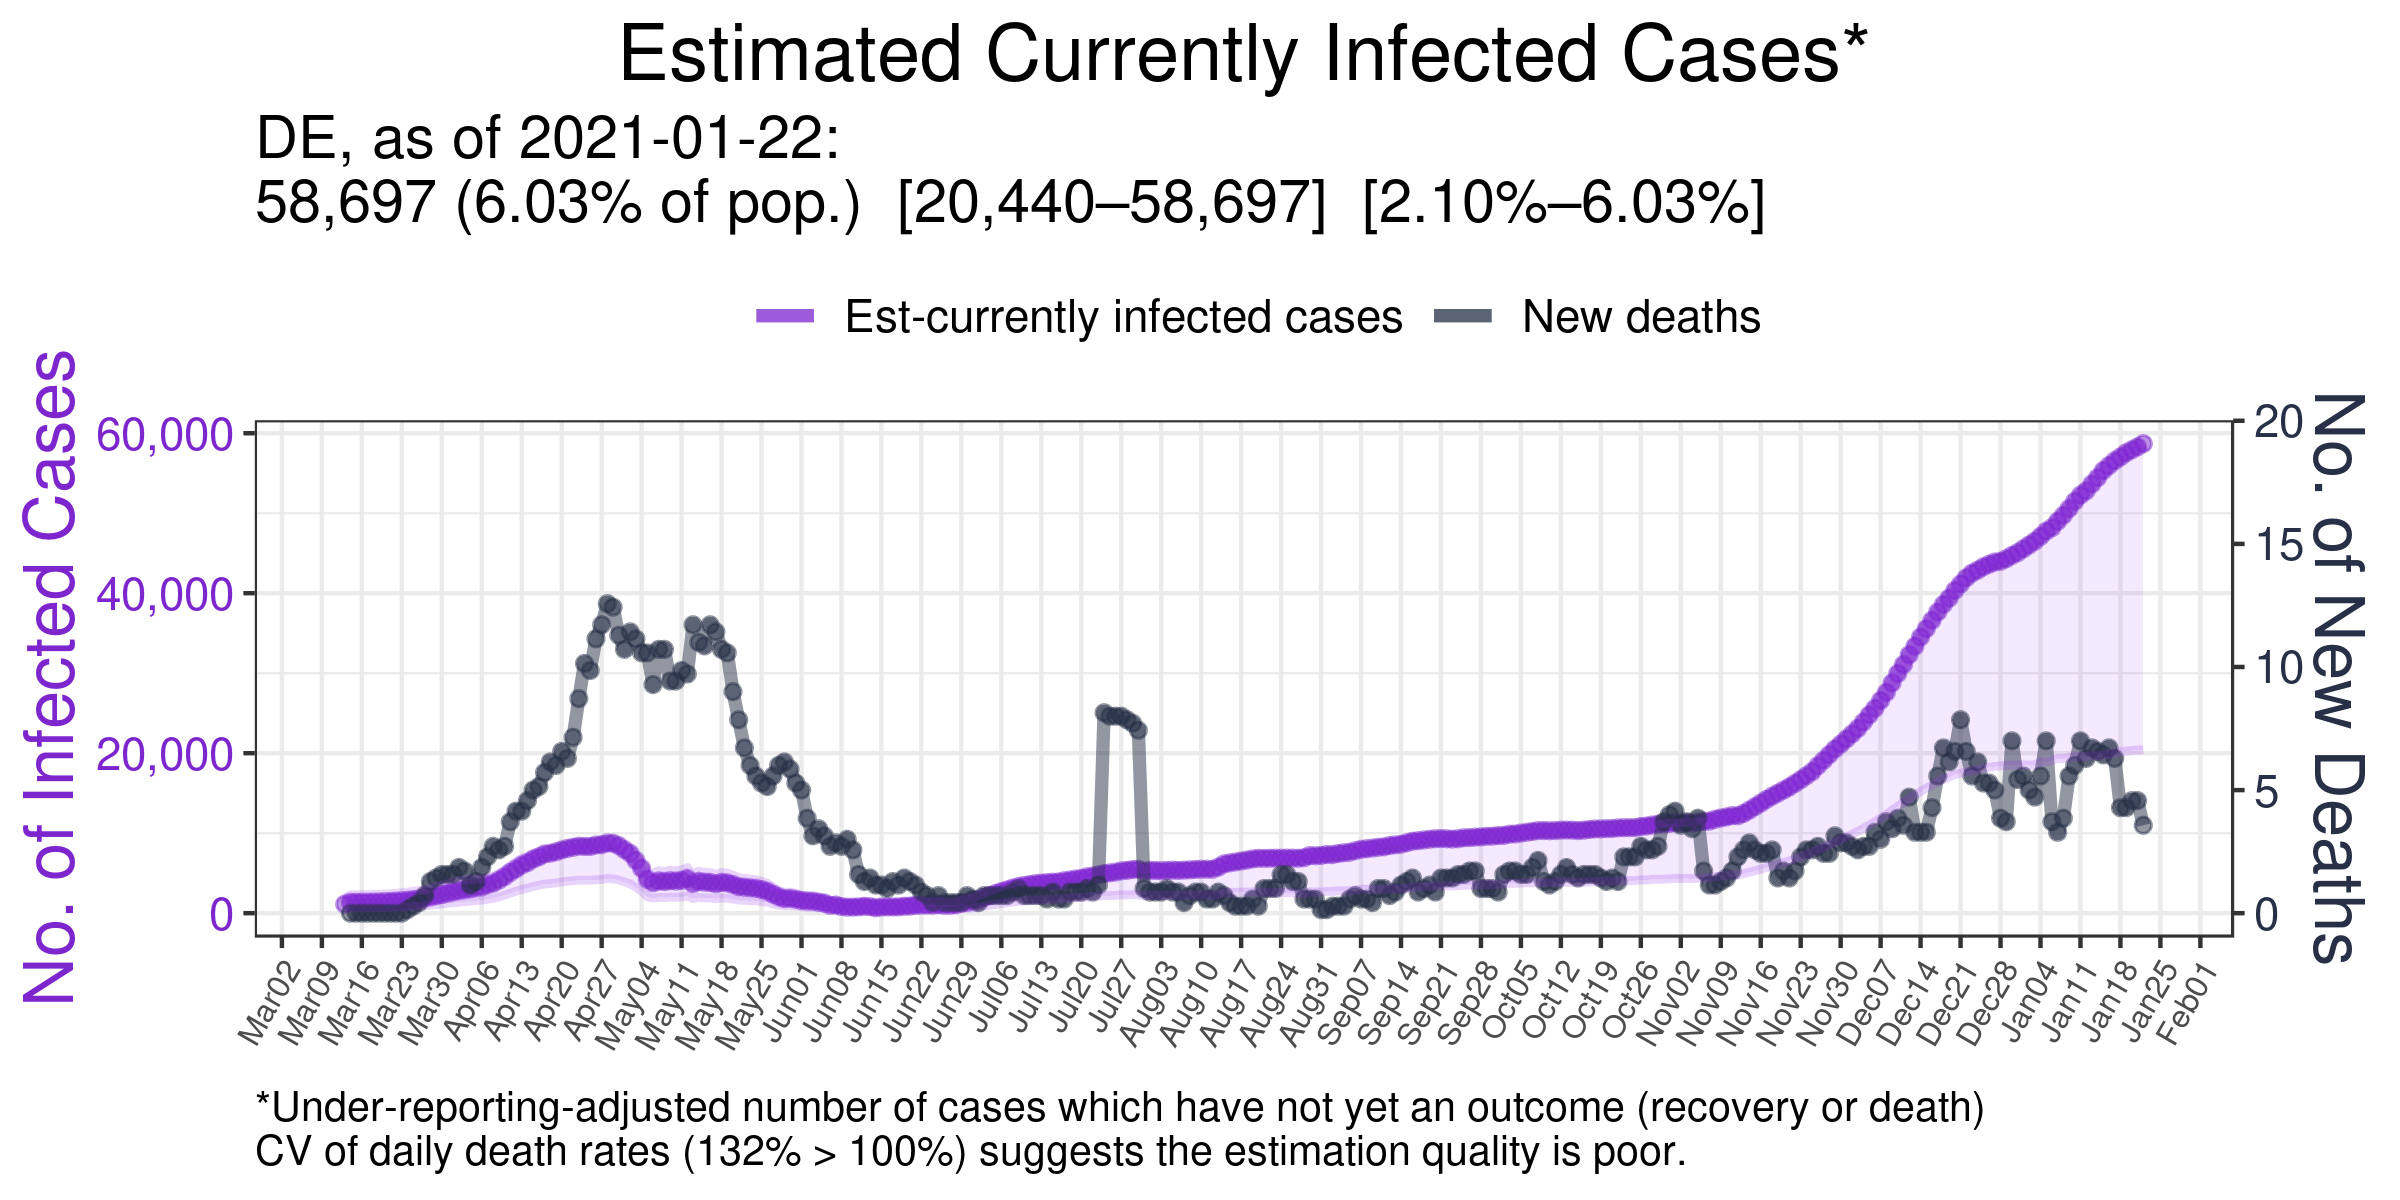 Estimated Currently Infected Cases*
DE, as of 2021-01-22:
58,697 (6.03% of pop.) [20,440–58,697] [2.10%–6.03%]
Est-currently infected cases
New deaths
No. of Infected Cases
60,000
40,000
20,000
0
No. of New Deaths
20
15
10
5
0
Mar02
Mar09
Mar16
Mar23
Mar30
Apr06
Apr13
Apr20
Apr27
May04
May11
May18
May25
Jun01
Jun08
Jun15
Jun22
Jun29
Jul06
Jul13
Jul20
Jul27
Aug03
Aug10
Aug17
Aug24
Aug31
Sep07
Sep14
Sep21
Sep28
Oct05
Oct12
Oct19
Oct26
Nov02
Nov09
Nov16
Nov23
Nov30
Dec07
Dec14
Dec21
Dec28
Jan04
Jan11
Jan18
Jan25
Feb01
*Under-reporting-adjusted number of cases which have not yet an outcome (recovery or death)
CV of daily death rates (132% > 100%) suggests the estimation quality is poor.